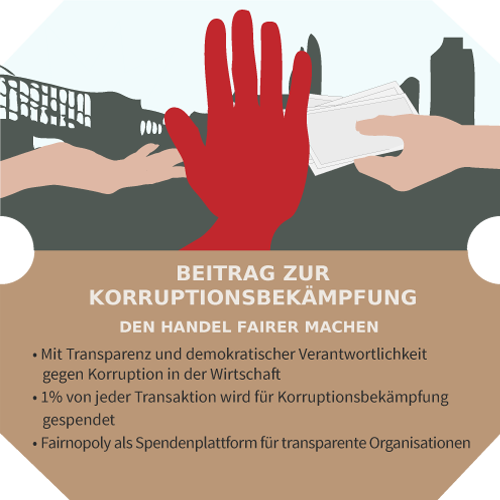 BEITRAG ZUR
KORRUPTIONSBEKÄMPFUNG
DEN HANDEL FAIRER MACHEN
• Mit Transparenz und demokratischer Verantwortlichkeit
gegen Korruption in der Wirtschaft
• 1% von jeder Transaktion wird für Korruptionsbekämpfung
gespendet
• Fairnopoly als Spendenplattform für transparente Organisationen